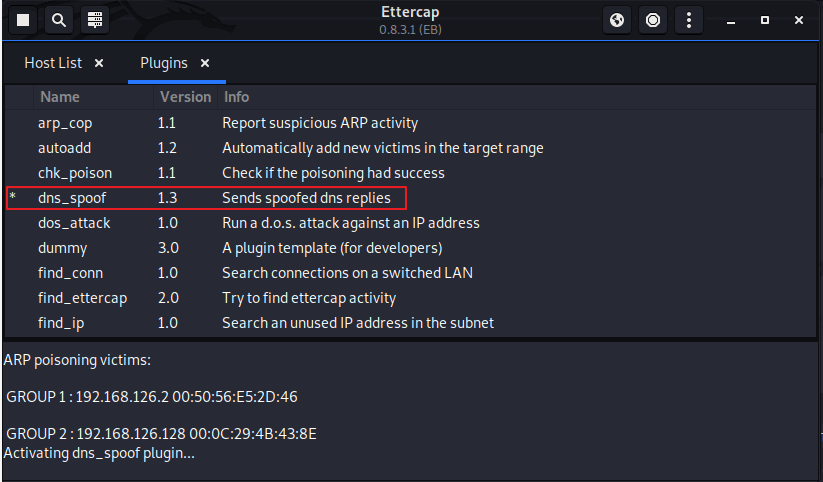 Ettercap
0.8.3.1 (EB)
Host List × Plugins ×
Name Version Info
arp_cop 1.1 Report suspicious ARP activity
autoadd 1.2 Automatically add new victims in the target range
chk_poison 1.1 Check if the poisoning had success
* dns_spoof 1.3 Sends spoofed dns replies
dos_attack 1.0 Run a d.o.s. attack against an IP address
dummy 3.0 A plugin template (for developers)
find_conn 1.0 Search connections on a switched LAN
find_ettercap 2.0 Try to find ettercap activity
find_ip 1.0 Search an unused IP address in the subnet
ARP poisoning victims:
GROUP 1 : 192.168.126.2 00:50:56:E5:2D:46
GROUP 2 : 192.168.126.128 00:0C:29:4B:43:8E
Activating dns_spoof plugin...